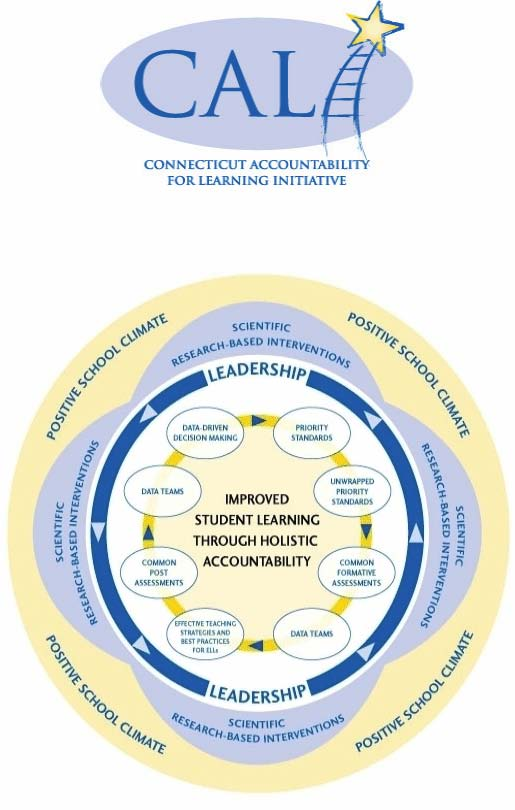 CALI
CONNECTICUT ACCOUNTABILITY
FOR LEARNING INITIATIVE
POSITIVE SCHOOL CLIMATE
POSITIVE SCHOOL CLIMATE
SCIENTIFIC
RESEARCH-BASED INTERVENTIONS
LEADERSHIP
DATA-DRIVEN
DECISION MAKING
PRIORITY
STANDARDS
DATA TEAMS
UNWRAPPED
PRIORITY
STANDARDS
IMPROVED
STUDENT LEARNING
THROUGH HOLISTIC
ACCOUNTABILITY
SCIENTIFIC
RESEARCH-BASED INTERVENTIONS
SCIENTIFIC
RESEARCH-BASED INTERVENTIONS
COMMON
POST
ASSESSMENTS
COMMON
FORMATIVE
ASSESSMENTS
EFFECTIVE TEACHING
STRATEGIES AND
BEST PRACTICES
FOR ELLs
DATA TEAMS
LEADERSHIP
SCIENTIFIC
RESEARCH-BASED INTERVENTIONS
POSITIVE SCHOOL CLIMATE
POSITIVE SCHOOL CLIMATE